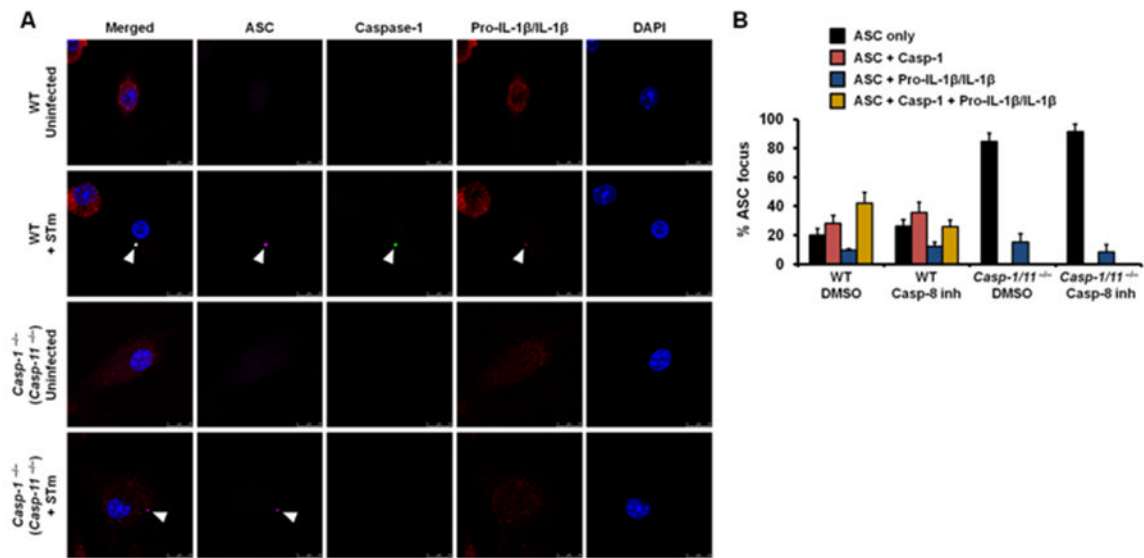 A
Merged ASC Caspase-1 Pro-IL-1β/IL-1β DAPI
WT
Uninfected
WT
+ STm
Casp-1 –/–
(Casp-11 –/–)
Uninfected
Casp-1 –/–
(Casp-11 –/–)
+ STm
B
ASC only
ASC + Casp-1
ASC + Pro-IL-1β/IL-1β
ASC + Casp-1 + Pro-IL-1β/IL-1β
% ASC focus
100
80
60
40
20
0
WT WT Casp-1/11 –/– Casp-1/11 –/–
DMSO Casp-8 inh DMSO Casp-8 inh